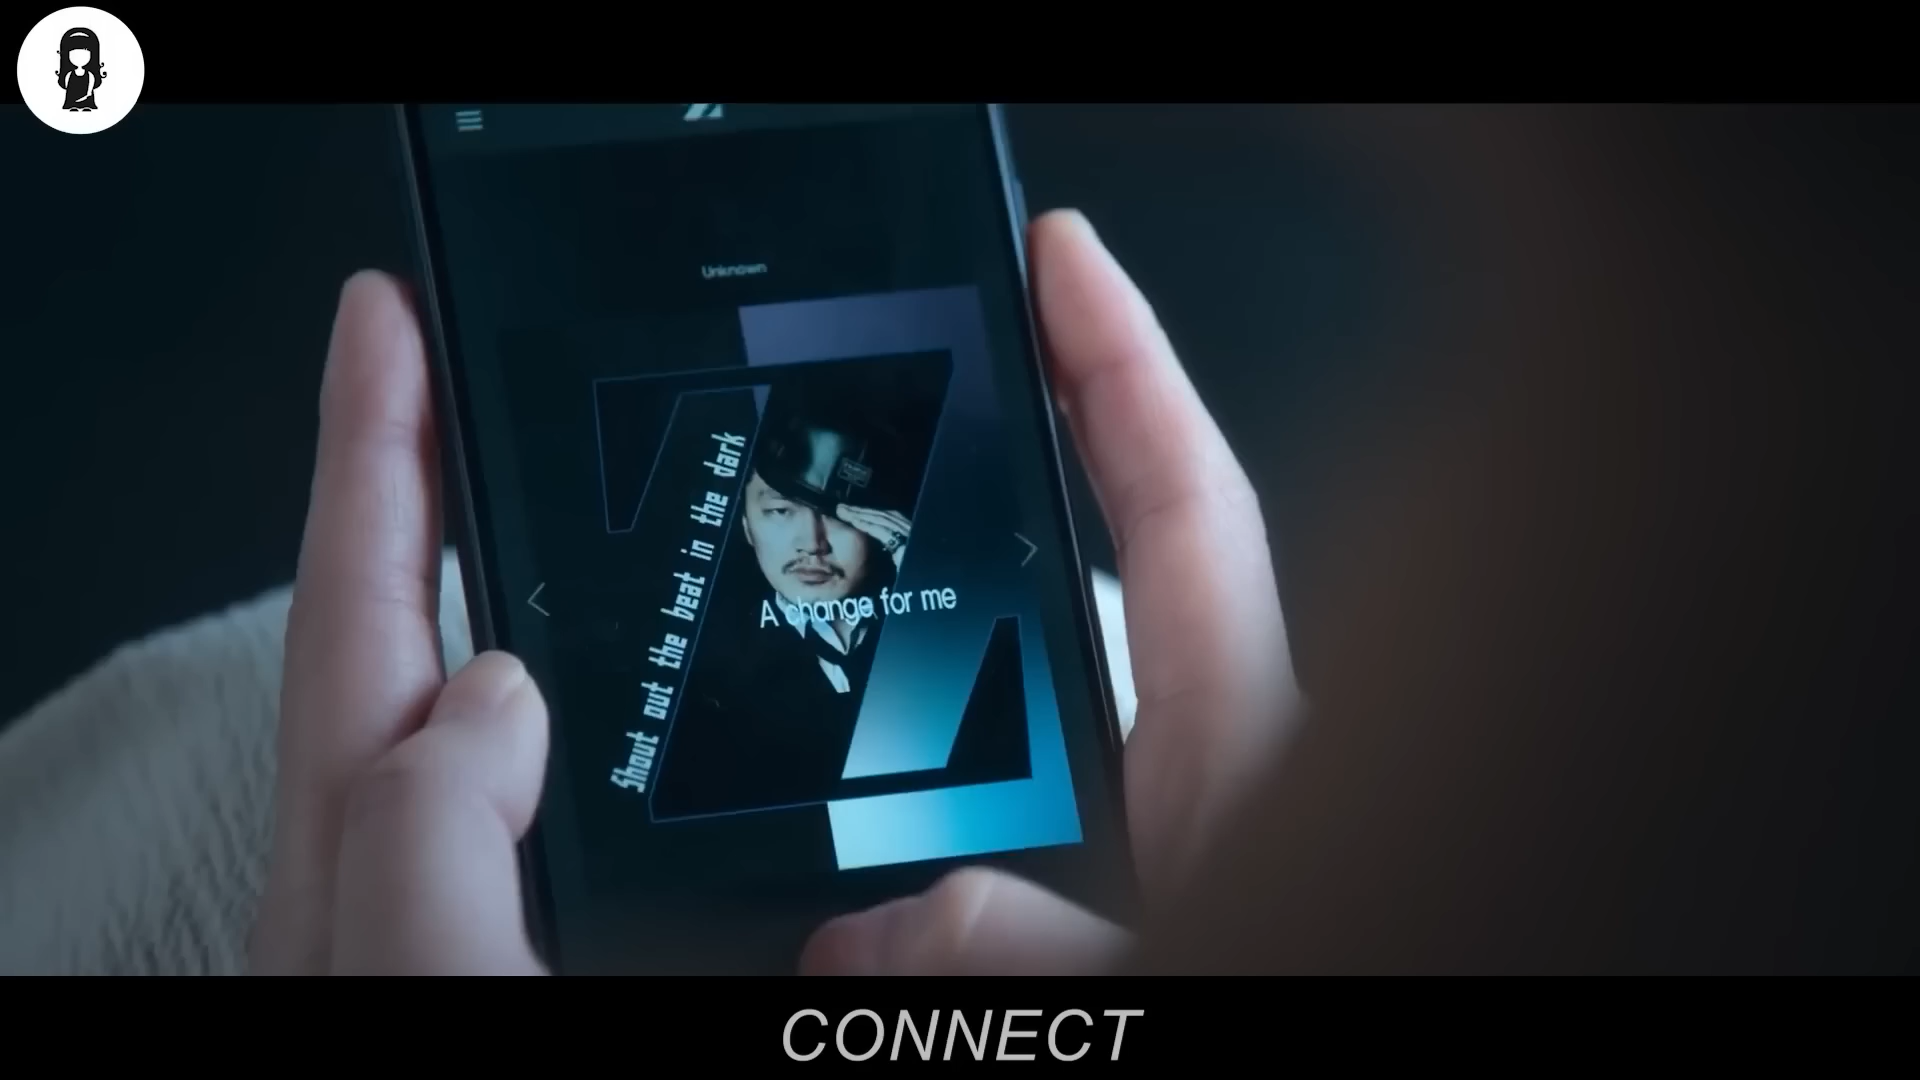 Unknown
Shout out the beat in the dark
A change for me
CONNECT